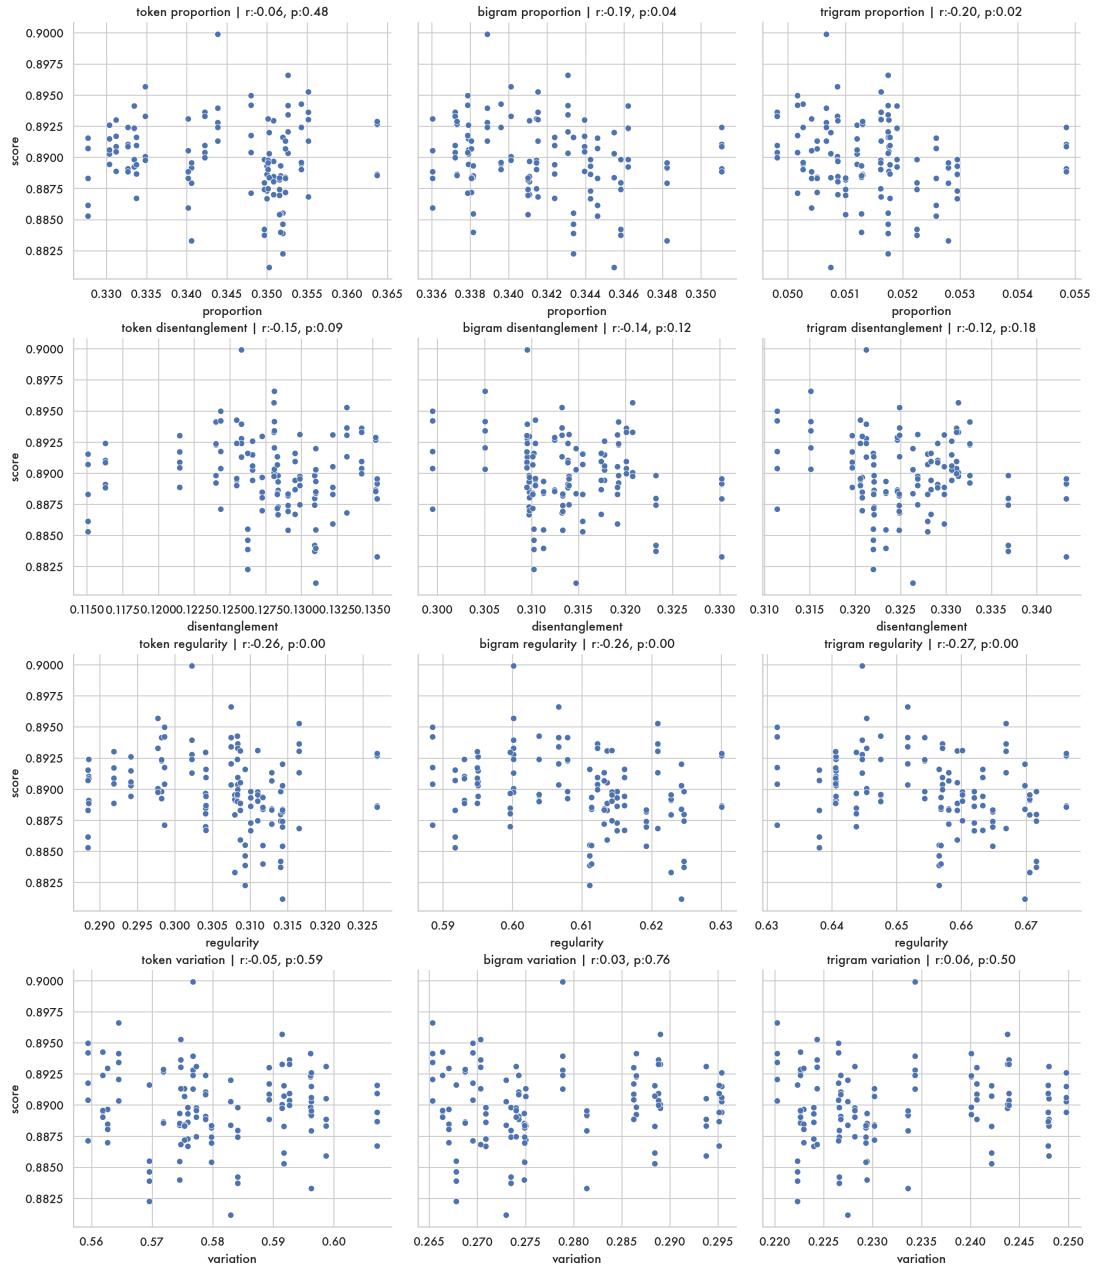 token proportion | r:-0.06, p:0.48
bigram proportion | r:-0.19, p:0.04
trigram proportion | r:-0.20, p:0.02
0.9000
0.8975
0.8950
0.8925
0.8900
0.8875
0.8850
0.8825
score
0.330 0.335 0.340 0.345 0.350 0.355 0.360 0.365
0.336 0.338 0.340 0.342 0.344 0.346 0.348 0.350
0.050 0.051 0.052 0.053 0.054 0.055
proportion
proportion
proportion
token disentanglement | r:-0.15, p:0.09
bigram disentanglement | r:-0.14, p:0.12
trigram disentanglement | r:-0.12, p:0.18
0.9000
0.8975
0.8950
0.8925
0.8900
0.8875
0.8850
0.8825
score
0.1150 0.1175 0.1200 0.1225 0.1250 0.1275 0.1300 0.1325 0.1350
0.300 0.305 0.310 0.315 0.320 0.325 0.330
0.310 0.315 0.320 0.325 0.330 0.335 0.340
disentanglement
disentanglement
disentanglement
token regularity | r:-0.26, p:0.00
bigram regularity | r:-0.26, p:0.00
trigram regularity | r:-0.27, p:0.00
0.9000
0.8975
0.8950
0.8925
0.8900
0.8875
0.8850
0.8825
score
0.290 0.295 0.300 0.305 0.310 0.315 0.320 0.325
0.59 0.60 0.61 0.62 0.63
0.63 0.64 0.65 0.66 0.67
regularity
regularity
regularity
token variation | r:-0.05, p:0.59
bigram variation | r:0.03, p:0.76
trigram variation | r:0.06, p:0.50
0.9000
0.8975
0.8950
0.8925
0.8900
0.8875
0.8850
0.8825
score
0.56 0.57 0.58 0.59 0.60
0.265 0.270 0.275 0.280 0.285 0.290 0.295
0.220 0.225 0.230 0.235 0.240 0.245 0.250
variation
variation
variation